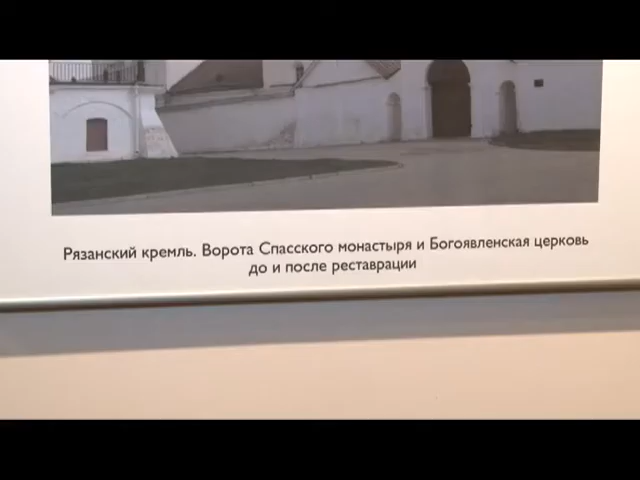 Рязанский кремль. Ворота Спасского монастыря и Богоявленская церковь
до и после реставрации